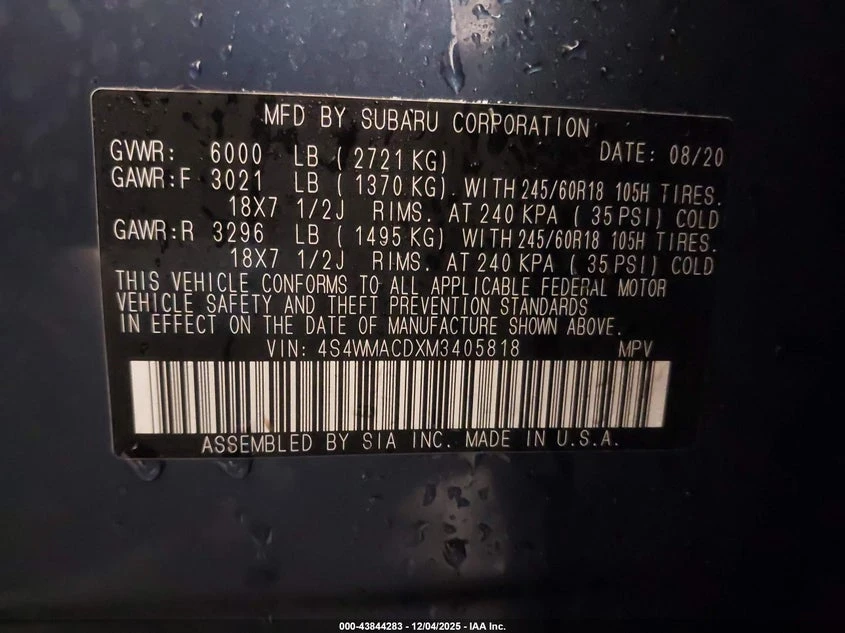 MFD BY SUBARU CORPORATION
GVWR: 6000 LB ( 2721 KG) DATE: 08/20
GAWR:F 3021 LB ( 1370 KG). WITH 245/60R18 105H TIRES.
18X7 1/2J RIMS. AT 240 KPA ( 35 PSI) COLD
GAWR:R 3296 LB ( 1495 KG) WITH 245/60R18 105H TIRES.
18X7 1/2J RIMS. AT 240 KPA ( 35 PSI) COLD
THIS VEHICLE CONFORMS TO ALL APPLICABLE FEDERAL MOTOR
VEHICLE SAFETY AND THEFT PREVENTION STANDARDS
IN EFFECT ON THE DATE OF MANUFACTURE SHOWN ABOVE.
VIN: 4S4WMACDXM3405818 MPV
ASSEMBLED BY SIA INC. MADE IN U.S.A.
000-43844283 - 12/04/2025 - IAA Inc.